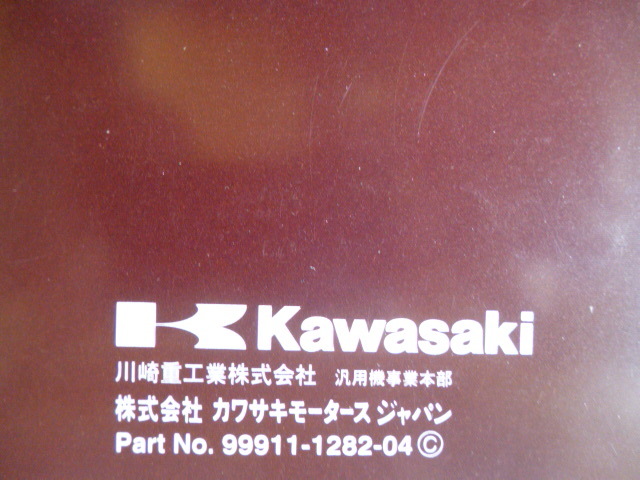 Kawasaki
川崎重工業株式会社 汎用機事業本部
株式会社 カワサキモータース ジャパン
Part No. 99911-1282-04 ©